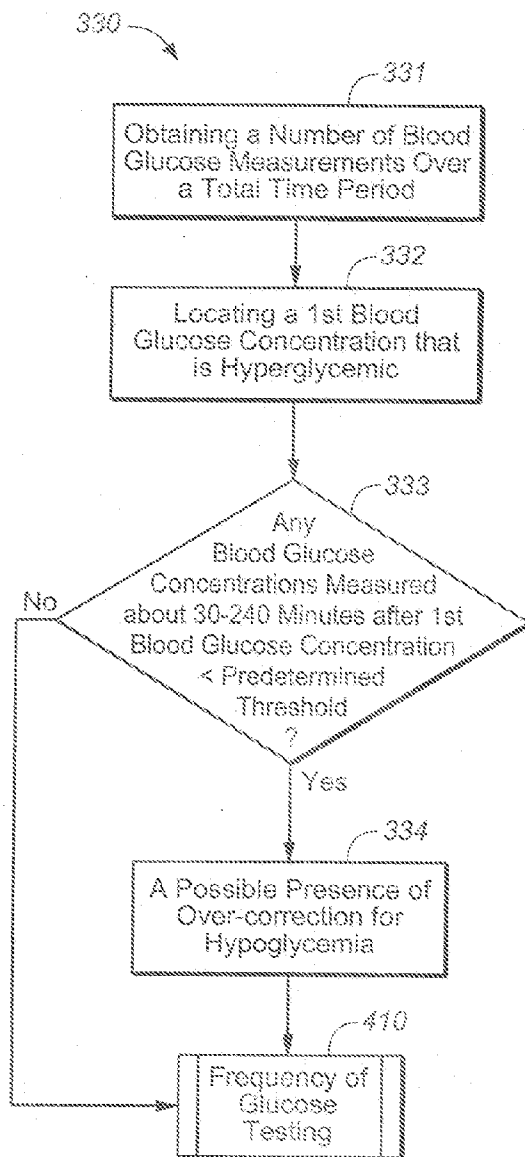 330
331
Obtaining a Number of Blood
Glucose Measurements Over
a Total Time Period
332
Locating a 1st Blood
Glucose Concentration that
is Hyperglycemic
333
Any
Blood Glucose
Concentrations Measured
about 30-240 Minutes after 1st
Blood Glucose Concentration
< Predetermined
Threshold
?
No
Yes
334
A Possible Presence of
Over-correction for
Hypoglycemia
410
Frequency of
Glucose
Testing